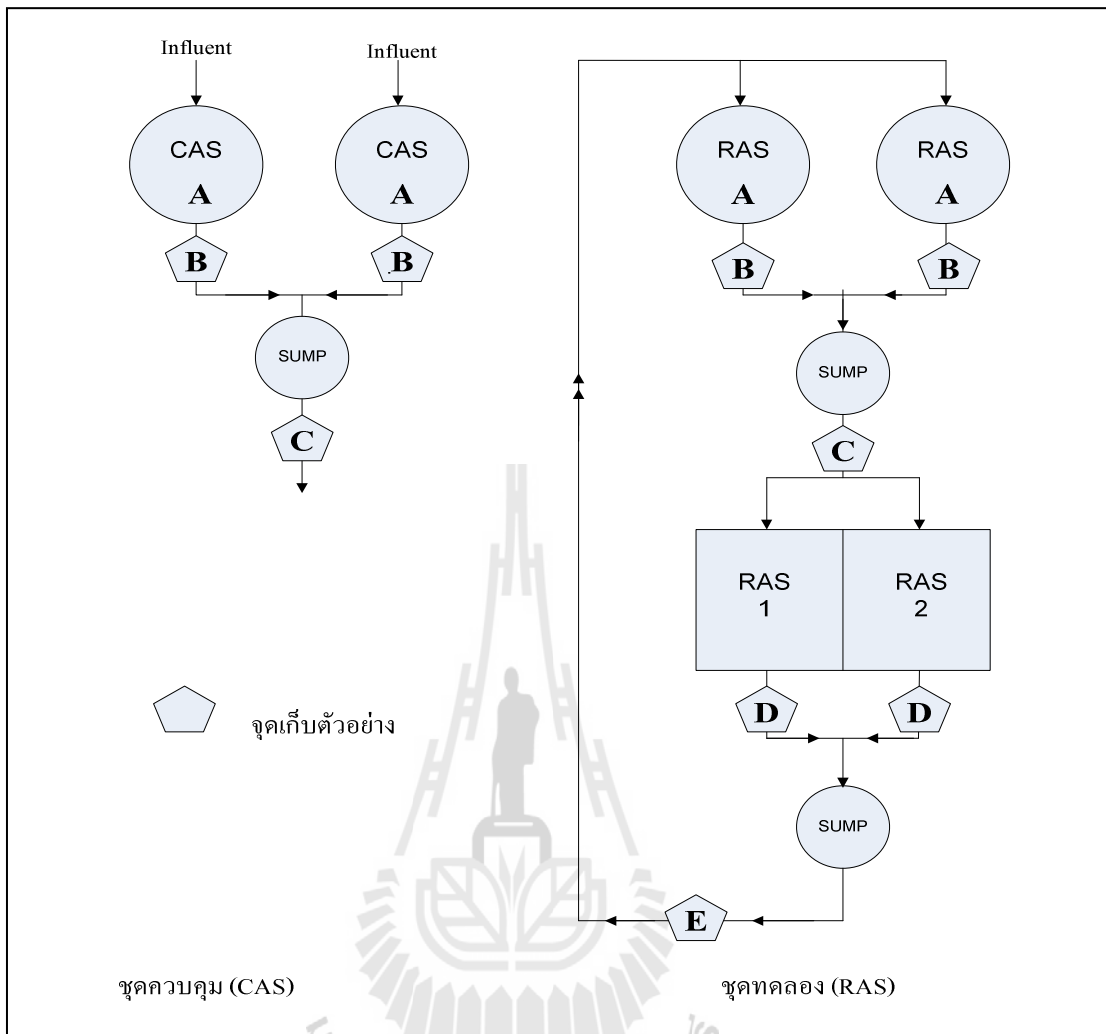 Influent
Influent
CAS
A
CAS
A
RAS
A
RAS
A
B
B
B
B
SUMP
SUMP
C
C
RAS
1
RAS
2
จุดเก็บตัวอย่าง
D
D
SUMP
E
ชุดควบคุม (CAS)
ชุดทดลอง (RAS)